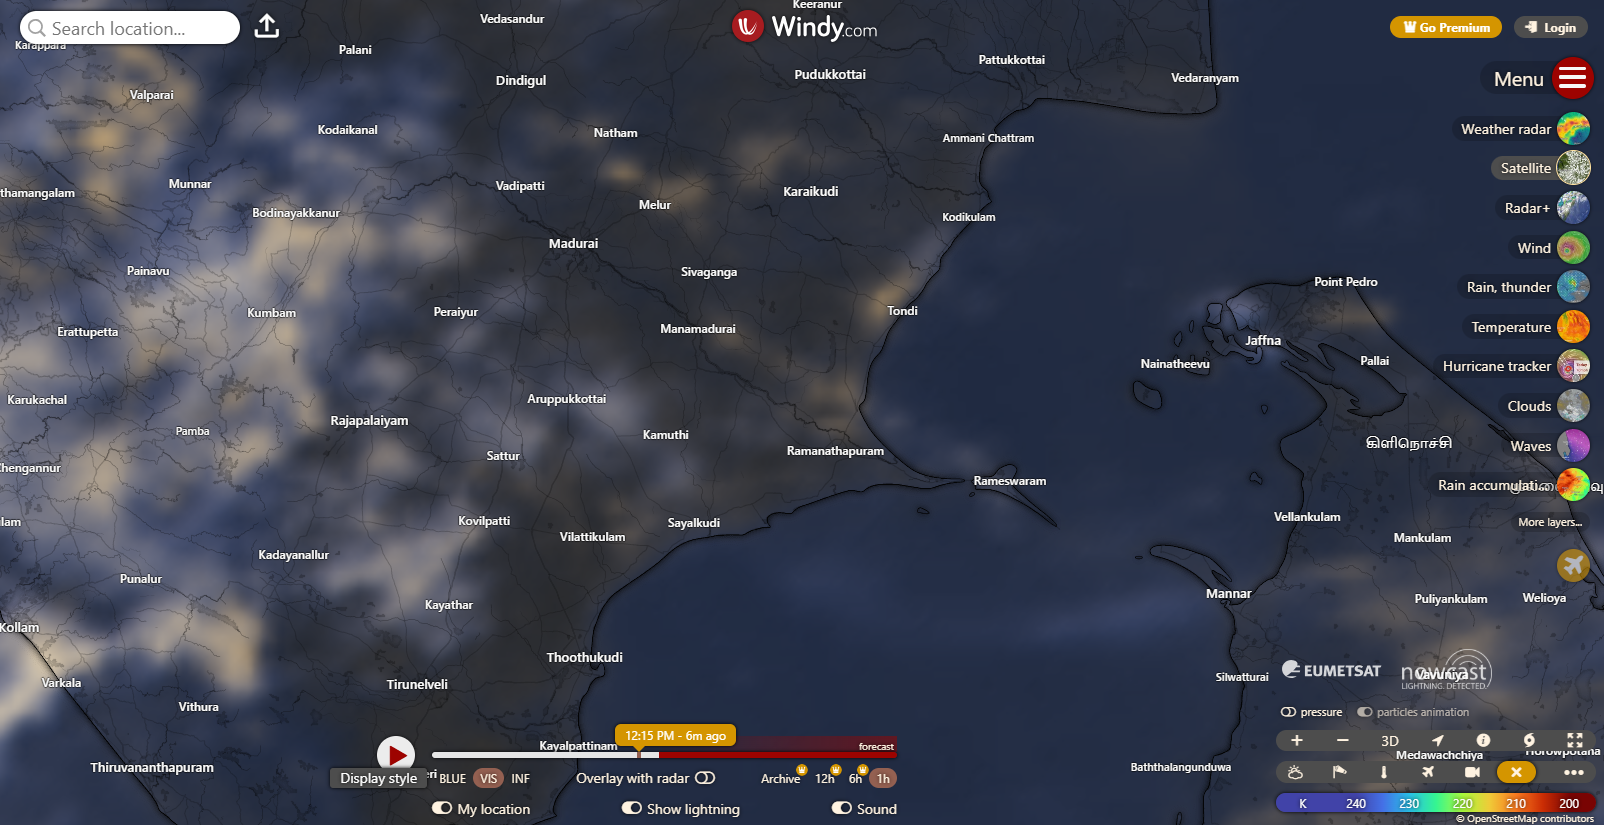 Search location...
Windy.com
Go Premium
Login
Menu
Weather radar
Satellite
Radar+
Wind
Rain, thunder
Temperature
Hurricane tracker
Clouds
Waves
Rain accumulati
More layers...
Keeranur
Vedasandur
Karappara
Palani
Pattukkottai
Dindigul
Pudukkottai
Vedaranyam
Valparai
Kodaikanal
Natham
Ammani Chattram
Munnar
Vadipatti
Karaikudi
thamangalam
Melur
Bodinayakkanur
Kodikulam
Madurai
Painavu
Sivaganga
Point Pedro
Kumbam
Peraiyur
Tondi
Erattupetta
Manamadurai
Jaffna
Nainatheevu
Pallai
Karukachal
Aruppukkottai
Pamba
Rajapalaiyam
Kamuthi
கிளிநொச்சி
Sattur
Ramanathapuram
Chengannur
Rameswaram
lam
Kovilpatti
Sayalkudi
Vellankulam
Vilattikulam
Mankulam
Kadayanallur
Punalur
Mannar
Puliyankulam
Welioya
Kayathar
Kollam
Thoothukudi
Varkala
Tirunelveli
Silwatturai
EUMETSAT
nowcast
LIGHTNING DETECTED
Vavuniya
Vithura
pressure
particles animation
12:15 PM - 6m ago
Kayalpattinam
forecast
3D
Medawachchiya
Horowpotana
Thiruvananthapuram
Baththalangunduwa
Display style
eri
BLUE
VIS
INF
Overlay with radar
Archive
12h
6h
1h
My location
Show lightning
Sound
K 240 230 220 210 200
© OpenStreetMap contributors